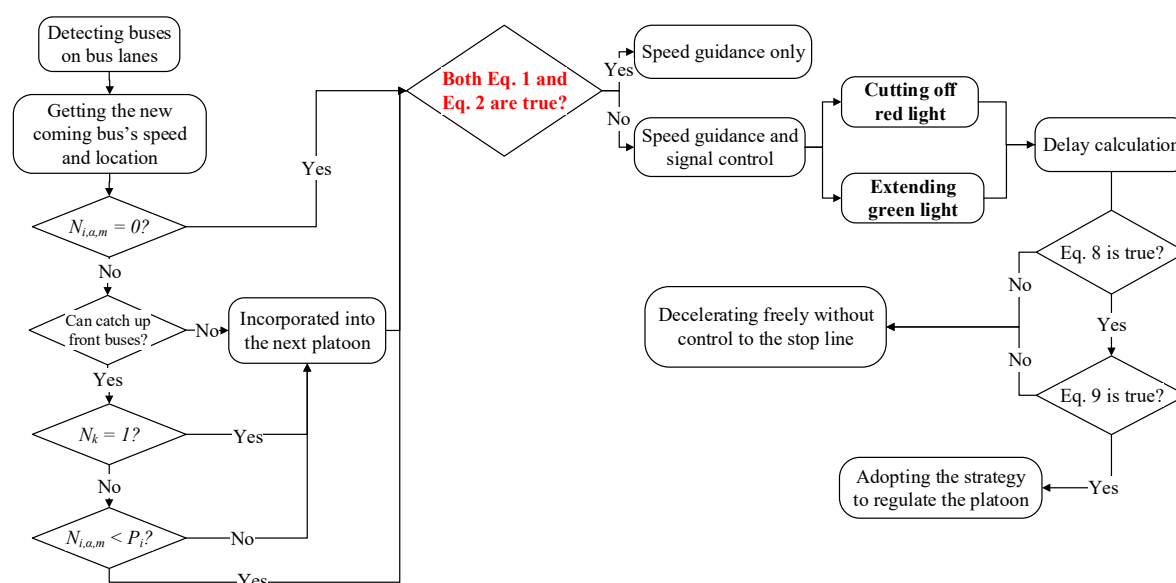 Detecting buses
on bus lanes
Getting the new
coming bus's speed
and location
N_{i,α,m} = 0?
Yes
No
Can catch up
front buses?
No
Yes
Incorporated into
the next platoon
N_k = 1?
Yes
No
N_{i,α,m} < P_i?
No
Yes
Both Eq. 1 and
Eq. 2 are true?
Yes
No
Speed guidance only
Speed guidance and
signal control
Cutting off
red light
Extending
green light
Delay calculation
Eq. 8 is true?
No
Yes
Decelerating freely without
control to the stop line
No
Eq. 9 is true?
Yes
Adopting the strategy
to regulate the platoon